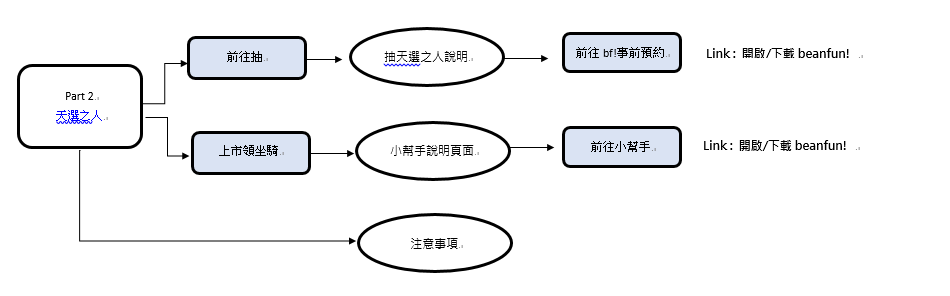 Part 2
天選之人
前往抽
抽天選之人說明
前往 bf!事前預約
Link：開啟/下載 beanfun!
上市領坐騎
小幫手說明頁面
前往小幫手
Link：開啟/下載 beanfun!
注意事項